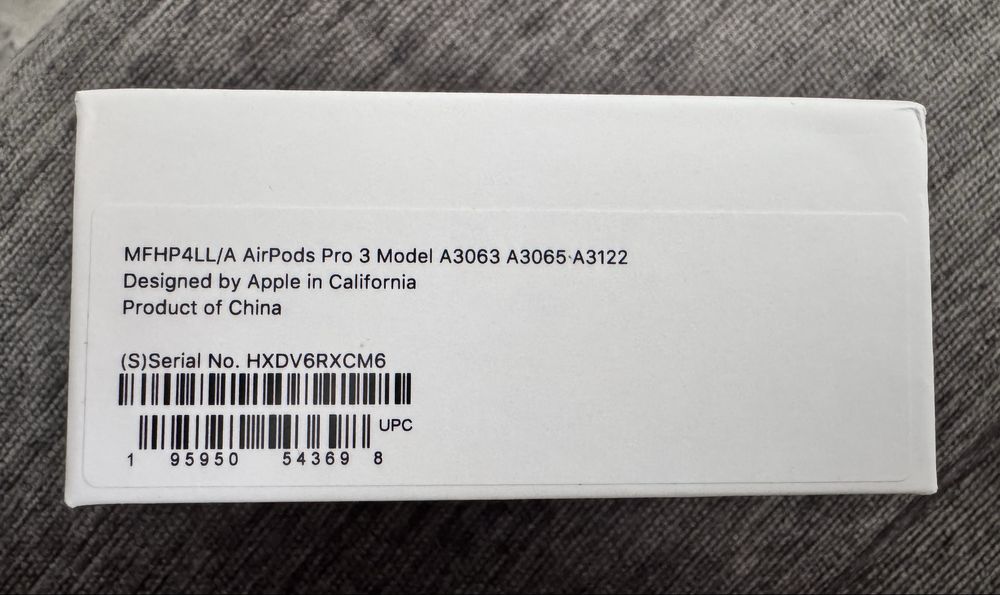 MFHP4LL/A AirPods Pro 3 Model A3063 A3065 A3122
Designed by Apple in California
Product of China
(S)Serial No. HXDV6RXCM6
UPC
1 95950 54369 8